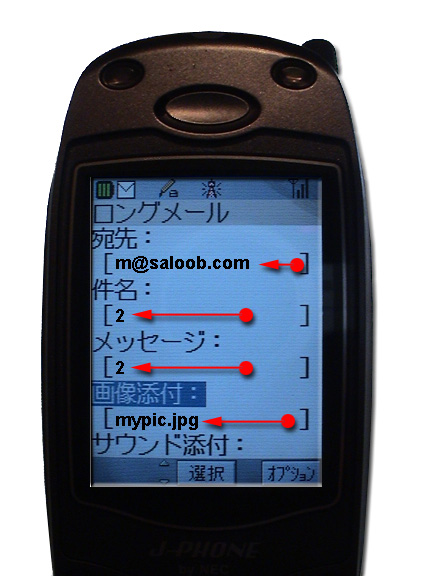 ロングメール
宛先：
[m@saloob.com ]
件名：
[2 ]
メッセージ：
[2 ]
画像添付：
[mypic.jpg ]
サウンド添付：
選択 オプション
J-PHONE
by NEC